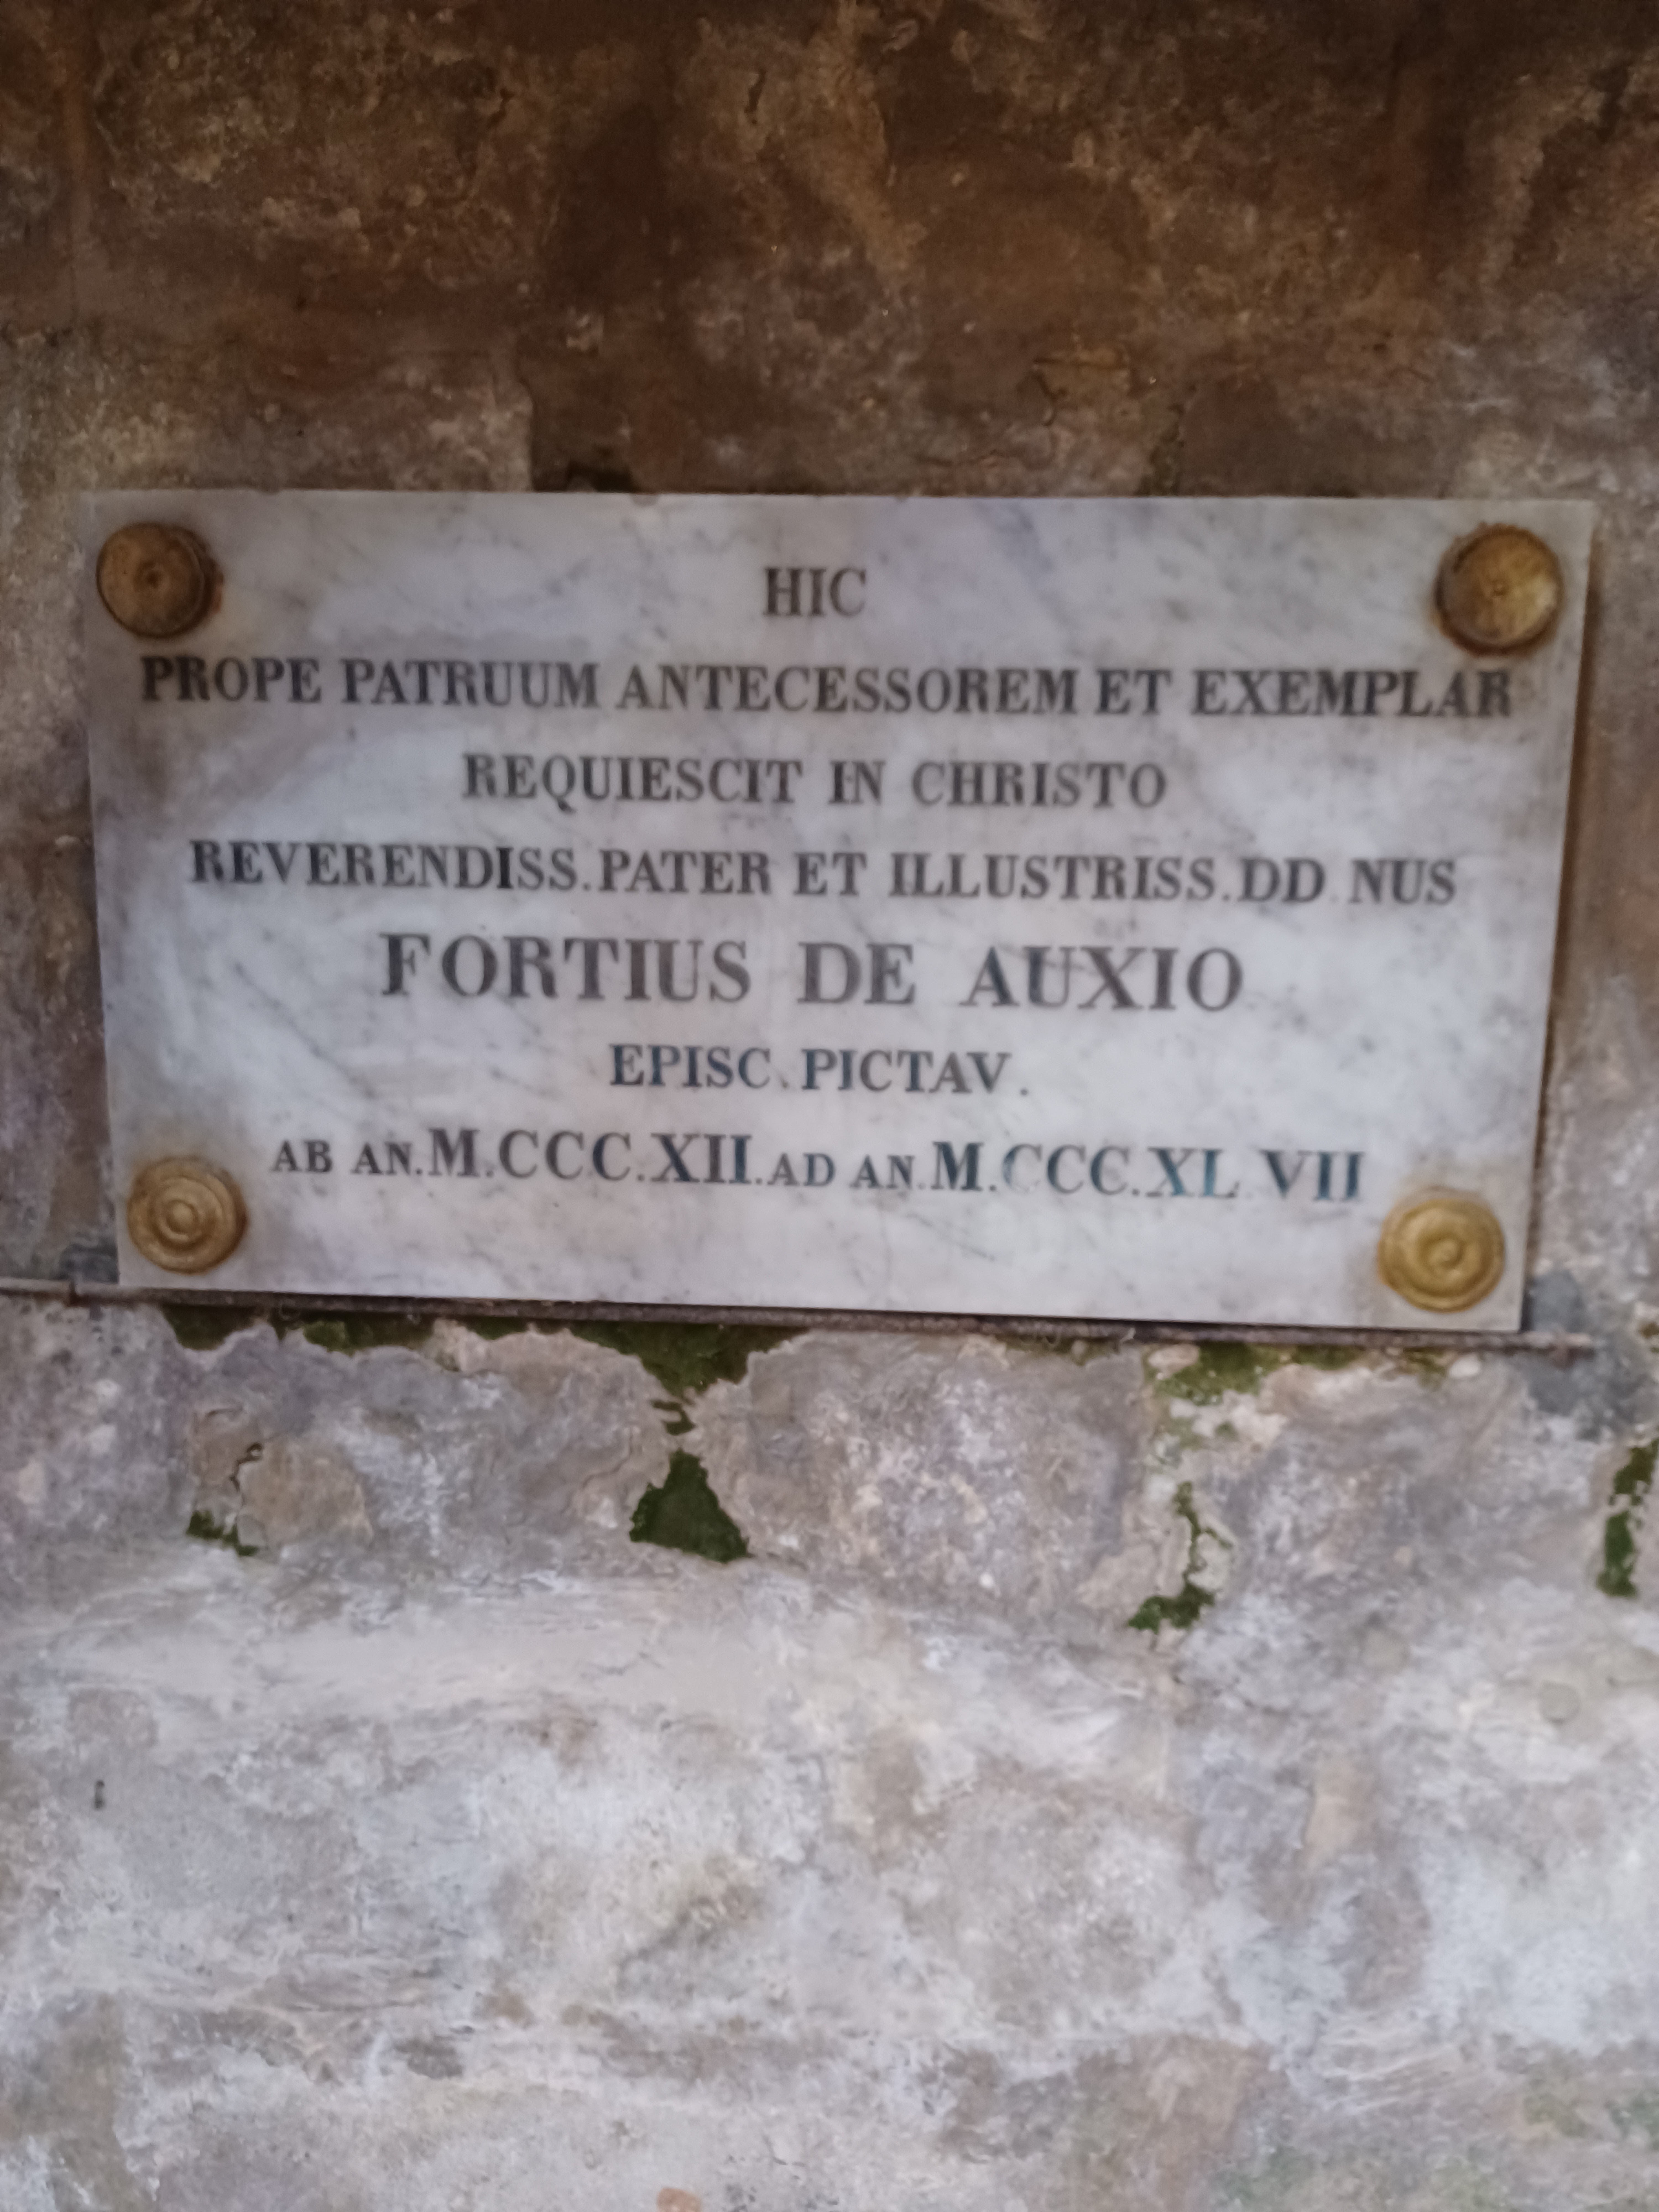 HIC
PROPE PATRUUM ANTECESSOREM ET EXEMPLAR
REQUIESCIT IN CHRISTO
REVERENDISS. PATER ET ILLUSTRISS. DD NUS
FORTIUS DE AUXIO
EPISC. PICTAV.
AB AN. M.CCC.XII. AD AN. M.CCC.XL VII